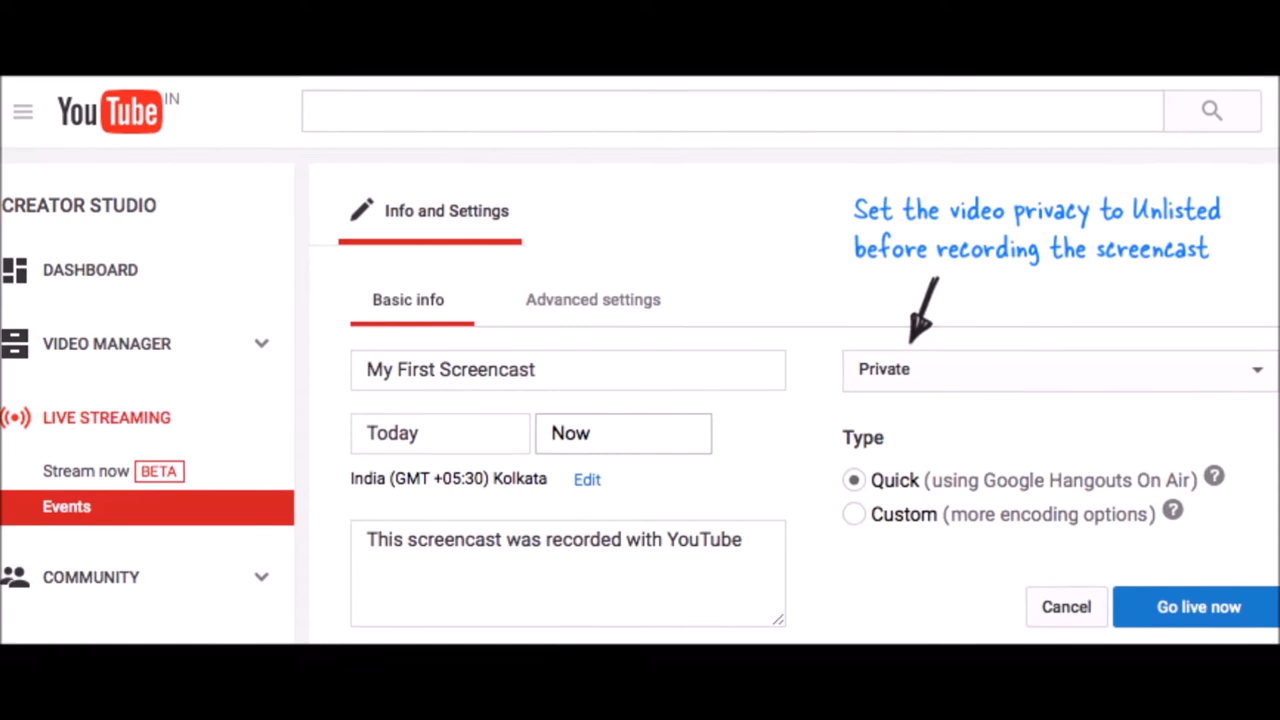 YouTube IN
CREATOR STUDIO
DASHBOARD
VIDEO MANAGER
LIVE STREAMING
Stream now BETA
Events
COMMUNITY
Info and Settings
Set the video privacy to Unlisted
before recording the screencast
Basic info Advanced settings
My First Screencast
Today Now
India (GMT +05:30) Kolkata Edit
This screencast was recorded with YouTube
Private
Type
Quick (using Google Hangouts On Air) ?
Custom (more encoding options) ?
Cancel Go live now